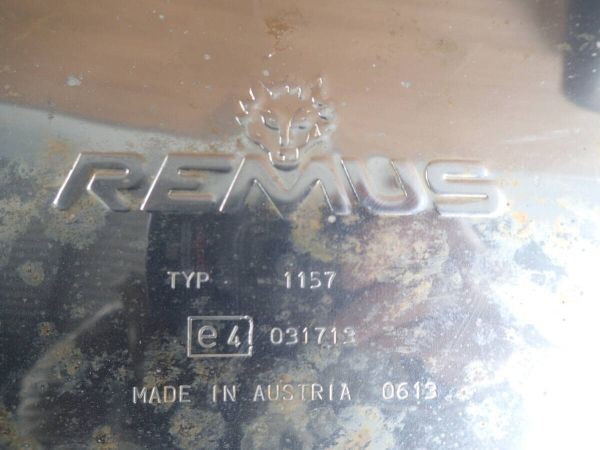 REMUS
TYP 1157
e4 031713
MADE IN AUSTRIA 0613